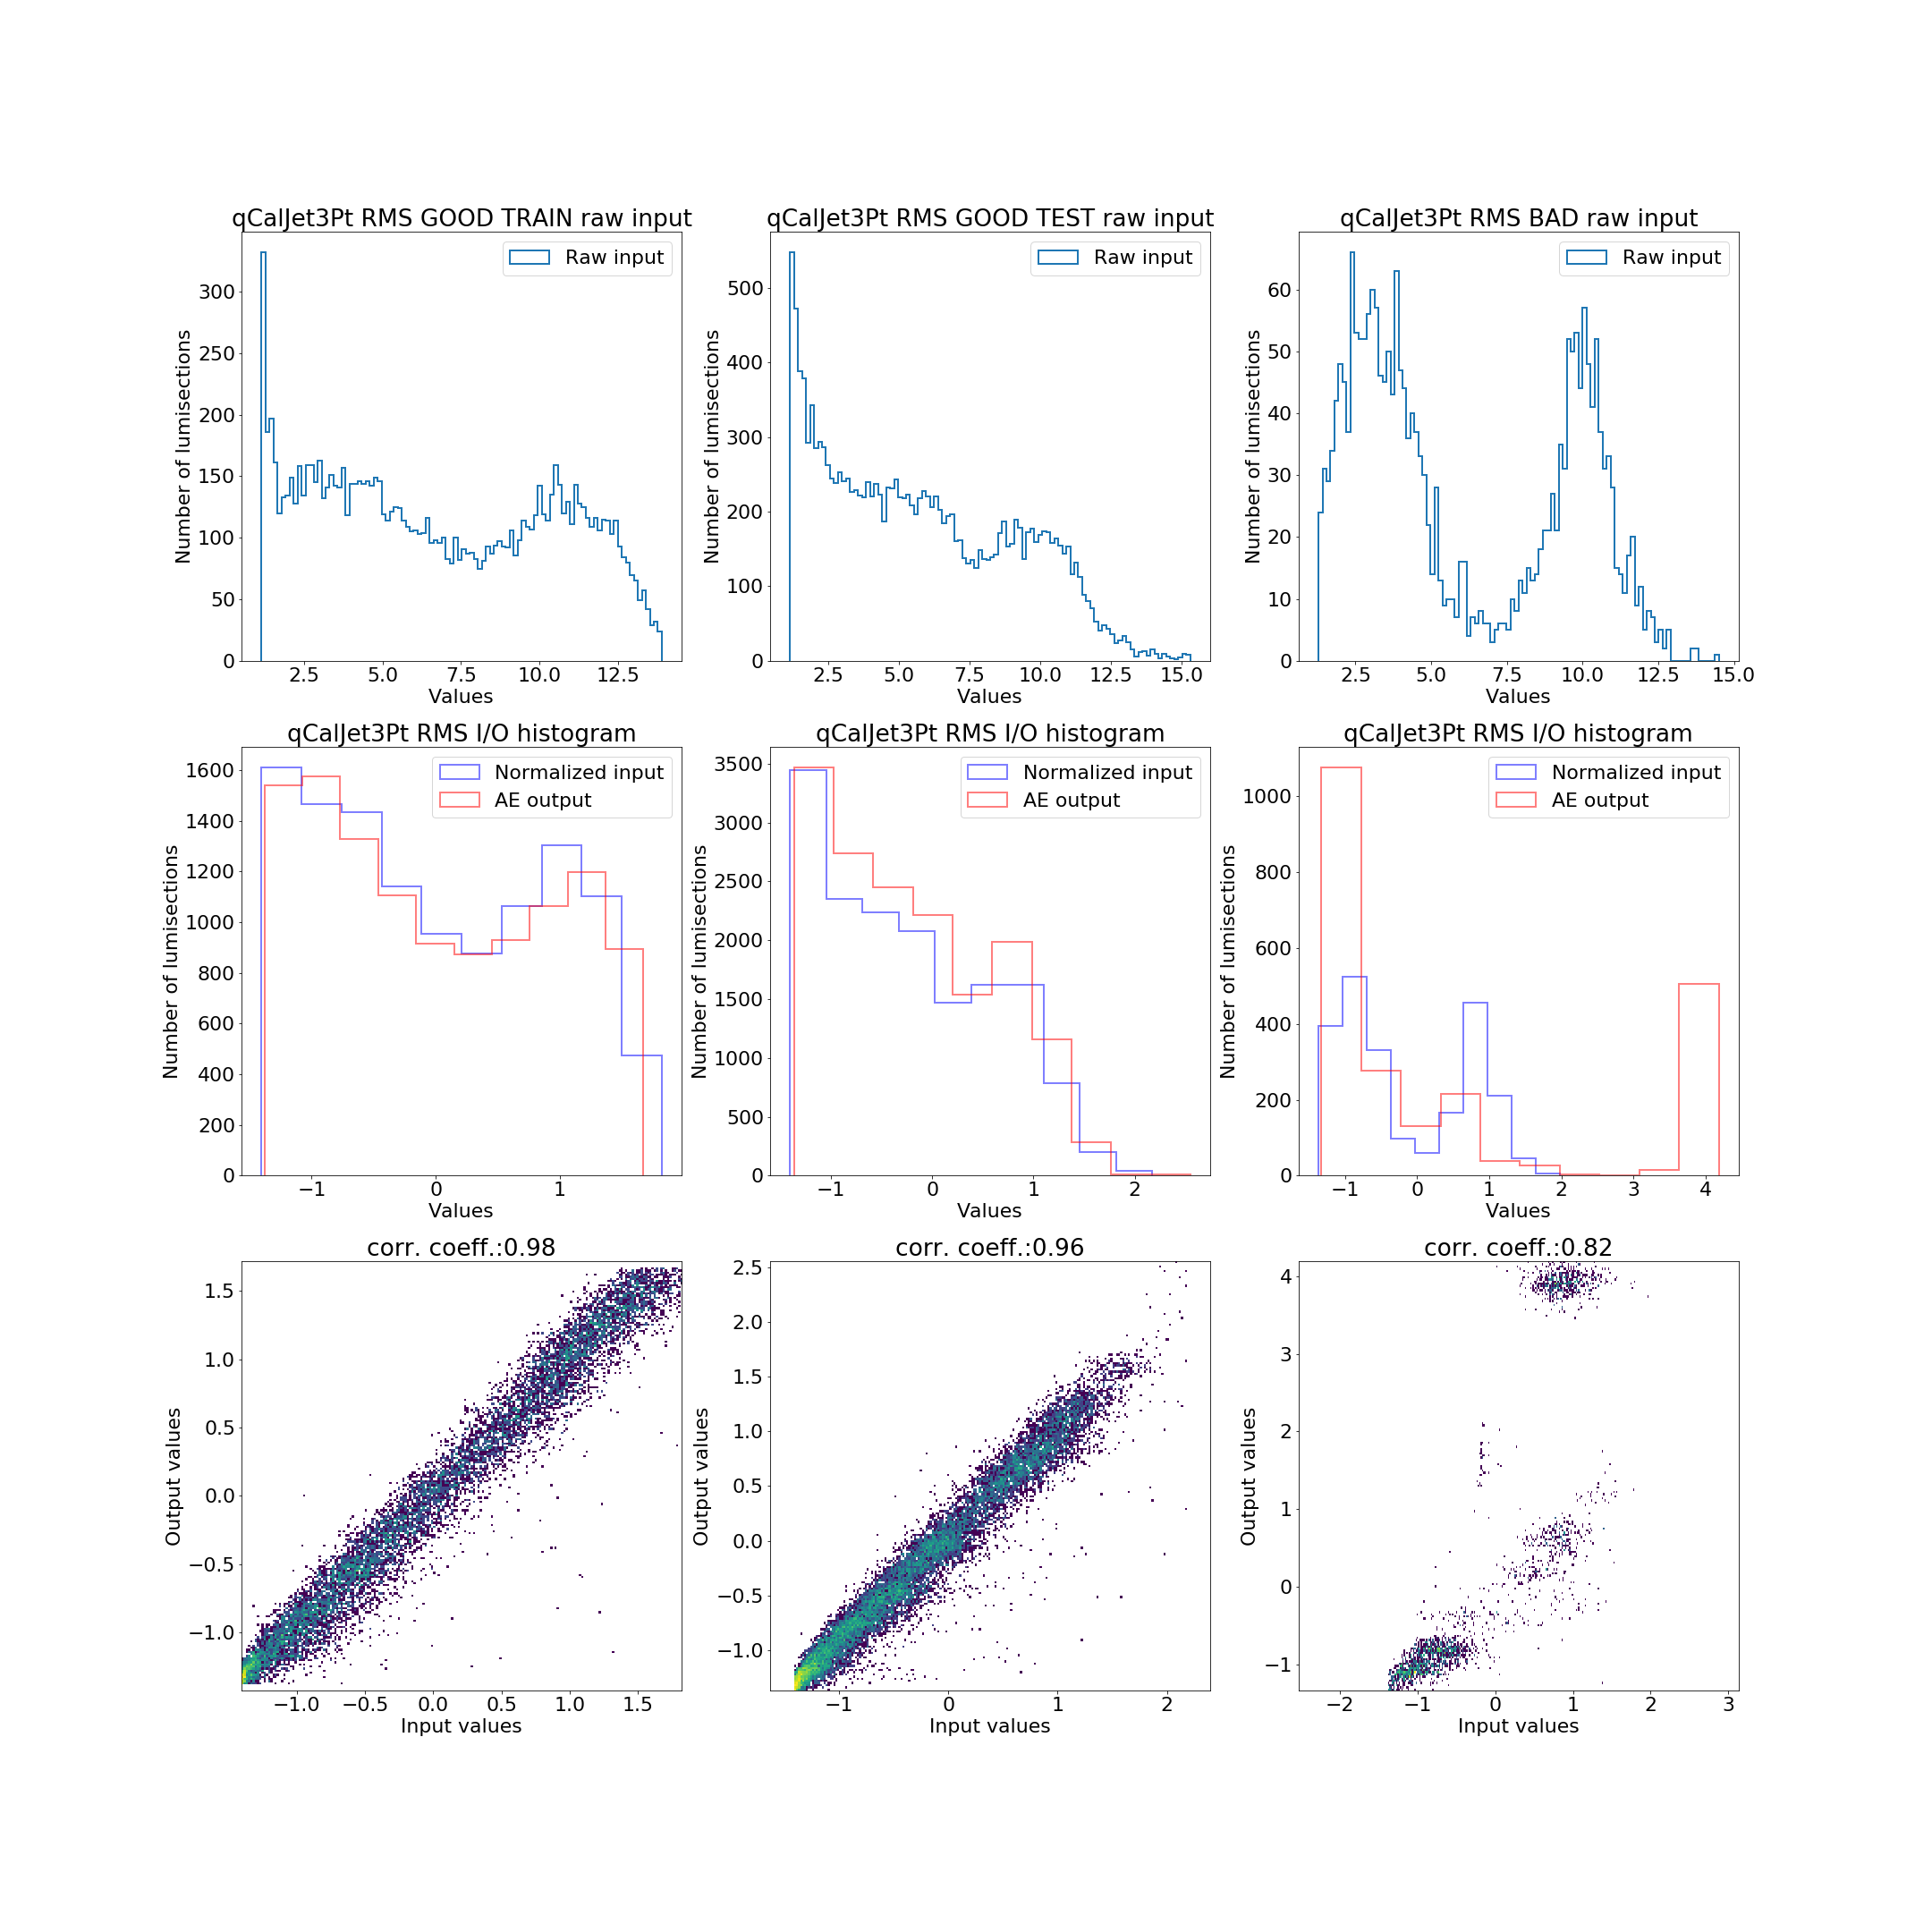 qCalJet3Pt RMS GOOD TRAIN raw input
Raw input
Number of lumisections
300
250
200
150
100
50
0
2.5 5.0 7.5 10.0 12.5
Values
qCalJet3Pt RMS GOOD TEST raw input
Raw input
Number of lumisections
500
400
300
200
100
0
2.5 5.0 7.5 10.0 12.5 15.0
Values
qCalJet3Pt RMS BAD raw input
Raw input
Number of lumisections
60
50
40
30
20
10
0
2.5 5.0 7.5 10.0 12.5 15.0
Values
qCalJet3Pt RMS I/O histogram
Normalized input
AE output
Number of lumisections
1600
1400
1200
1000
800
600
400
200
0
−1 0 1
Values
qCalJet3Pt RMS I/O histogram
Normalized input
AE output
Number of lumisections
3500
3000
2500
2000
1500
1000
500
0
−1 0 1 2
Values
qCalJet3Pt RMS I/O histogram
Normalized input
AE output
Number of lumisections
1000
800
600
400
200
0
−1 0 1 2 3 4
Values
corr. coeff.:0.98
Output values
1.5
1.0
0.5
0.0
−0.5
−1.0
−1.0 −0.5 0.0 0.5 1.0 1.5
Input values
corr. coeff.:0.96
Output values
2.5
2.0
1.5
1.0
0.5
0.0
−0.5
−1.0
−1 0 1 2
Input values
corr. coeff.:0.82
Output values
4
3
2
1
0
−1
−2 −1 0 1 2 3
Input values